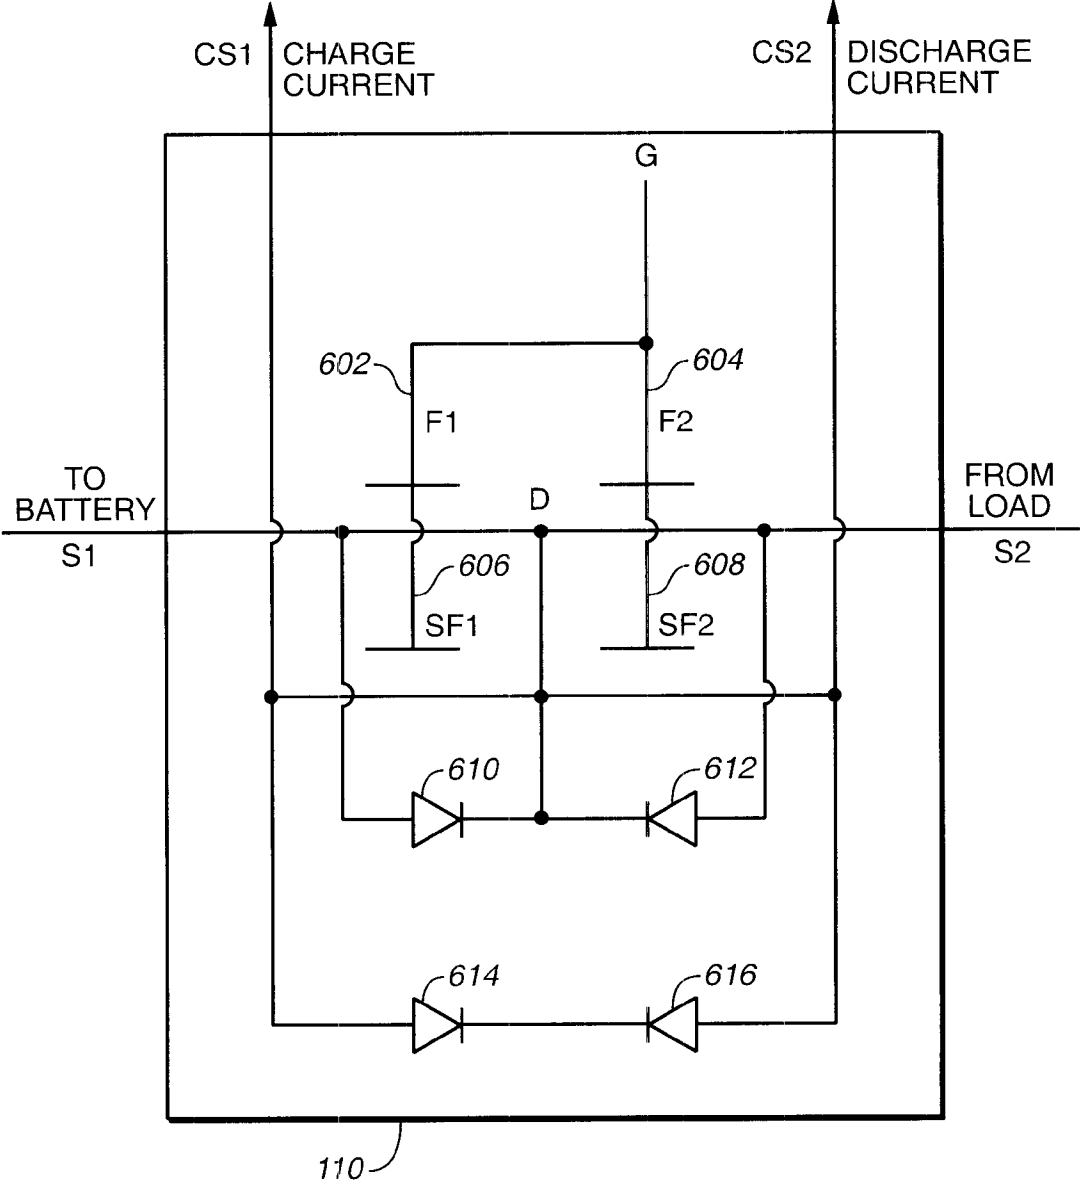 CS1
CHARGE
CURRENT
CS2
DISCHARGE
CURRENT
G
602
604
F1
F2
TO
BATTERY
S1
D
FROM
LOAD
S2
606
608
SF1
SF2
610
612
614
616
110